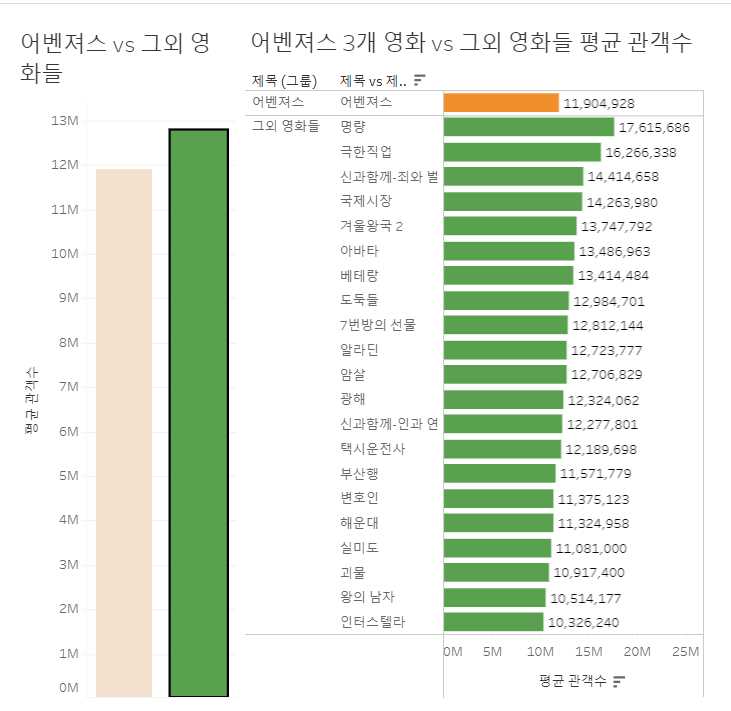 어벤져스 vs 그외 영
화들
13M
12M
11M
10M
9M
8M
7M
6M
5M
4M
3M
2M
1M
0M
평균 관객수
어벤져스 3개 영화 vs 그외 영화들 평균 관객수
제목 (그룹) 제목 vs 제..
어벤져스 어벤져스 11,904,928
그외 영화들 명량 17,615,686
극한직업 16,266,338
신과함께-죄와 벌 14,414,658
국제시장 14,263,980
겨울왕국 2 13,747,792
아바타 13,486,963
베테랑 13,414,484
도둑들 12,984,701
7번방의 선물 12,812,144
알라딘 12,723,777
암살 12,706,829
광해 12,324,062
신과함께-인과 연 12,277,801
택시운전사 12,189,698
부산행 11,571,779
변호인 11,375,123
해운대 11,324,958
실미도 11,081,000
괴물 10,917,400
왕의 남자 10,514,177
인터스텔라 10,326,240
0M 5M 10M 15M 20M 25M
평균 관객수